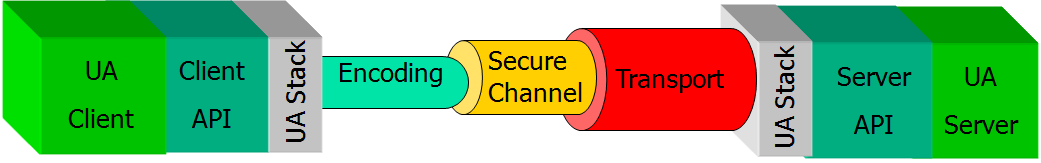 UA
Client
Client
API
UA Stack
Encoding
Secure
Channel
Transport
UA Stack
Server
API
UA
Server